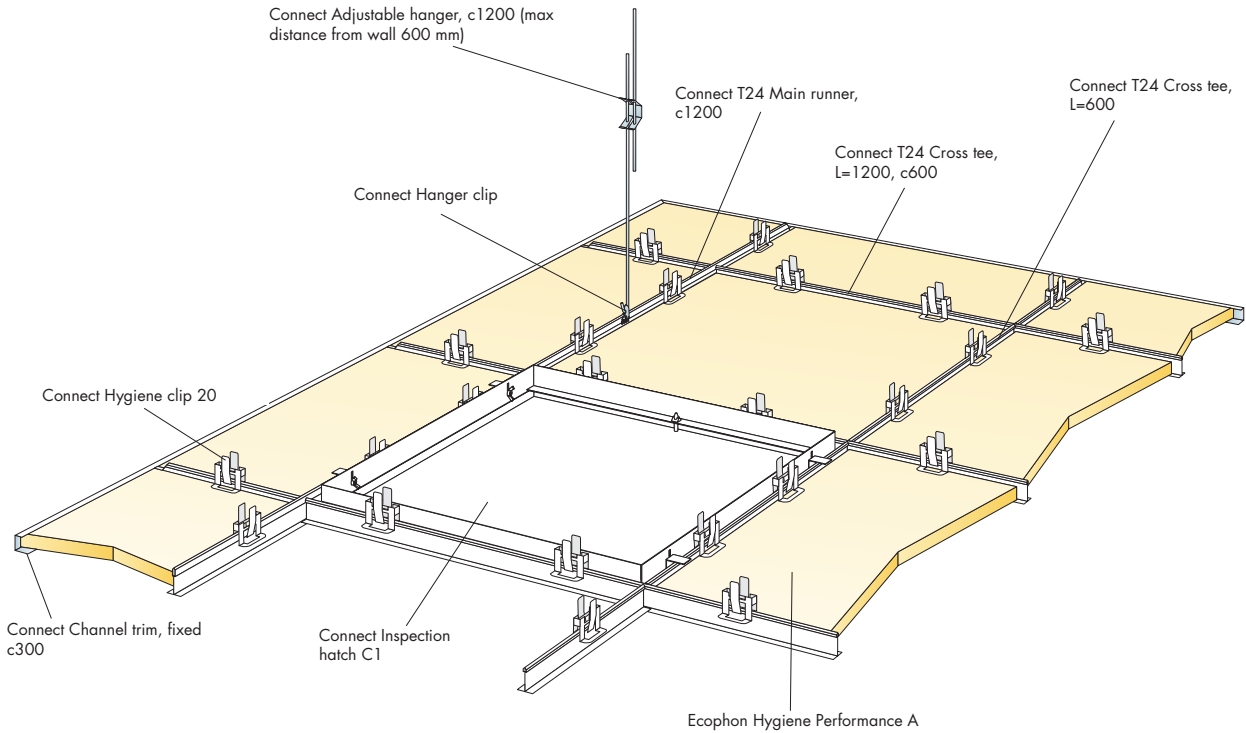 Connect Adjustable hanger, c1200 (max
distance from wall 600 mm)
Connect T24 Main runner,
c1200
Connect T24 Cross tee,
L=600
Connect T24 Cross tee,
L=1200, c600
Connect Hanger clip
Connect Hygiene clip 20
Connect Channel trim, fixed
c300
Connect Inspection
hatch C1
Ecophon Hygiene Performance A